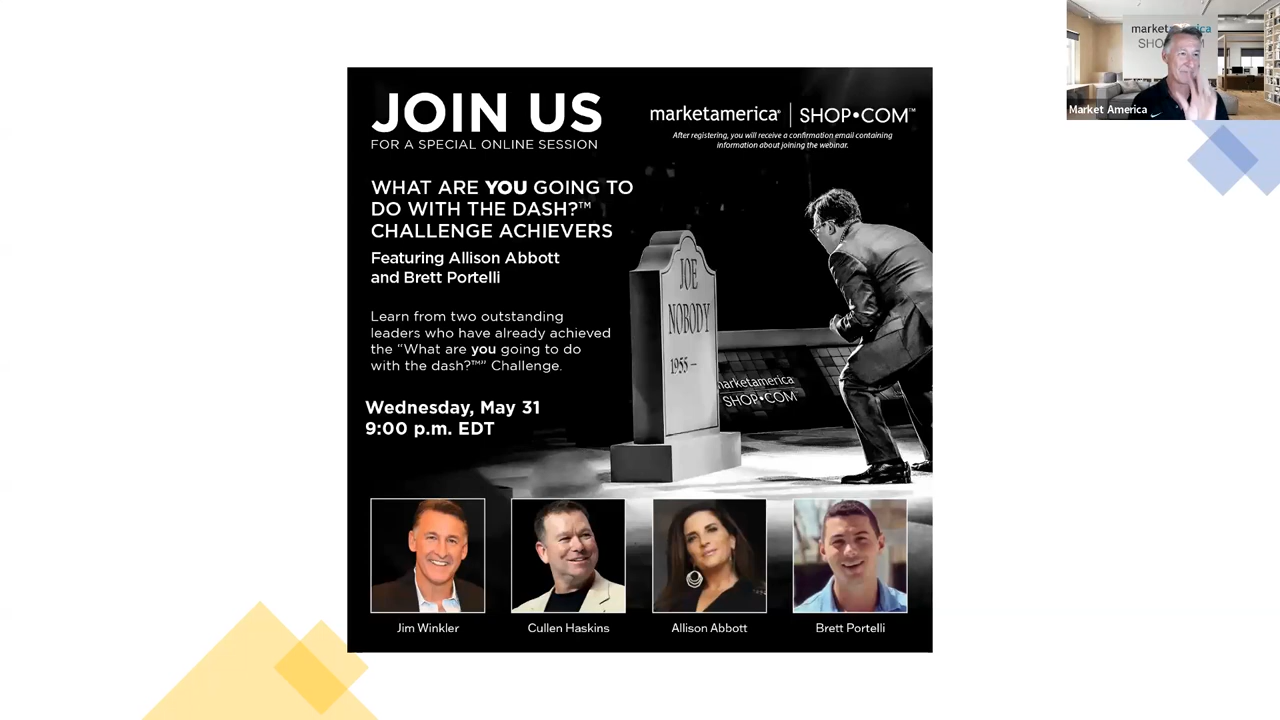 JOIN US
FOR A SPECIAL ONLINE SESSION
marketamerica® | SHOP•COM™
After registering, you will receive a confirmation email containing
information about joining the webinar.
WHAT ARE YOU GOING TO
DO WITH THE DASH?™
CHALLENGE ACHIEVERS
Featuring Allison Abbott
and Brett Portelli
Learn from two outstanding
leaders who have already achieved
the “What are you going to do
with the dash?™” Challenge.
Wednesday, May 31
9:00 p.m. EDT
JOE
NOBODY
1955 –
marketamerica
SHOP•COM
Jim Winkler
Cullen Haskins
Allison Abbott
Brett Portelli
Market America